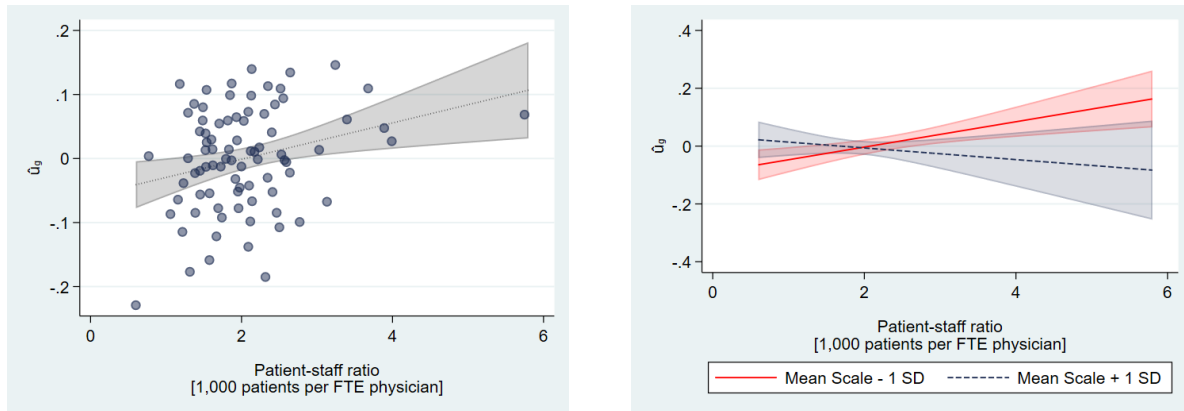 .2
.1
0
-.1
-.2
û_g
0 2 4 6
Patient-staff ratio
[1,000 patients per FTE physician]
.4
.2
0
-.2
-.4
û_g
0 2 4 6
Patient-staff ratio
[1,000 patients per FTE physician]
Mean Scale - 1 SD Mean Scale + 1 SD